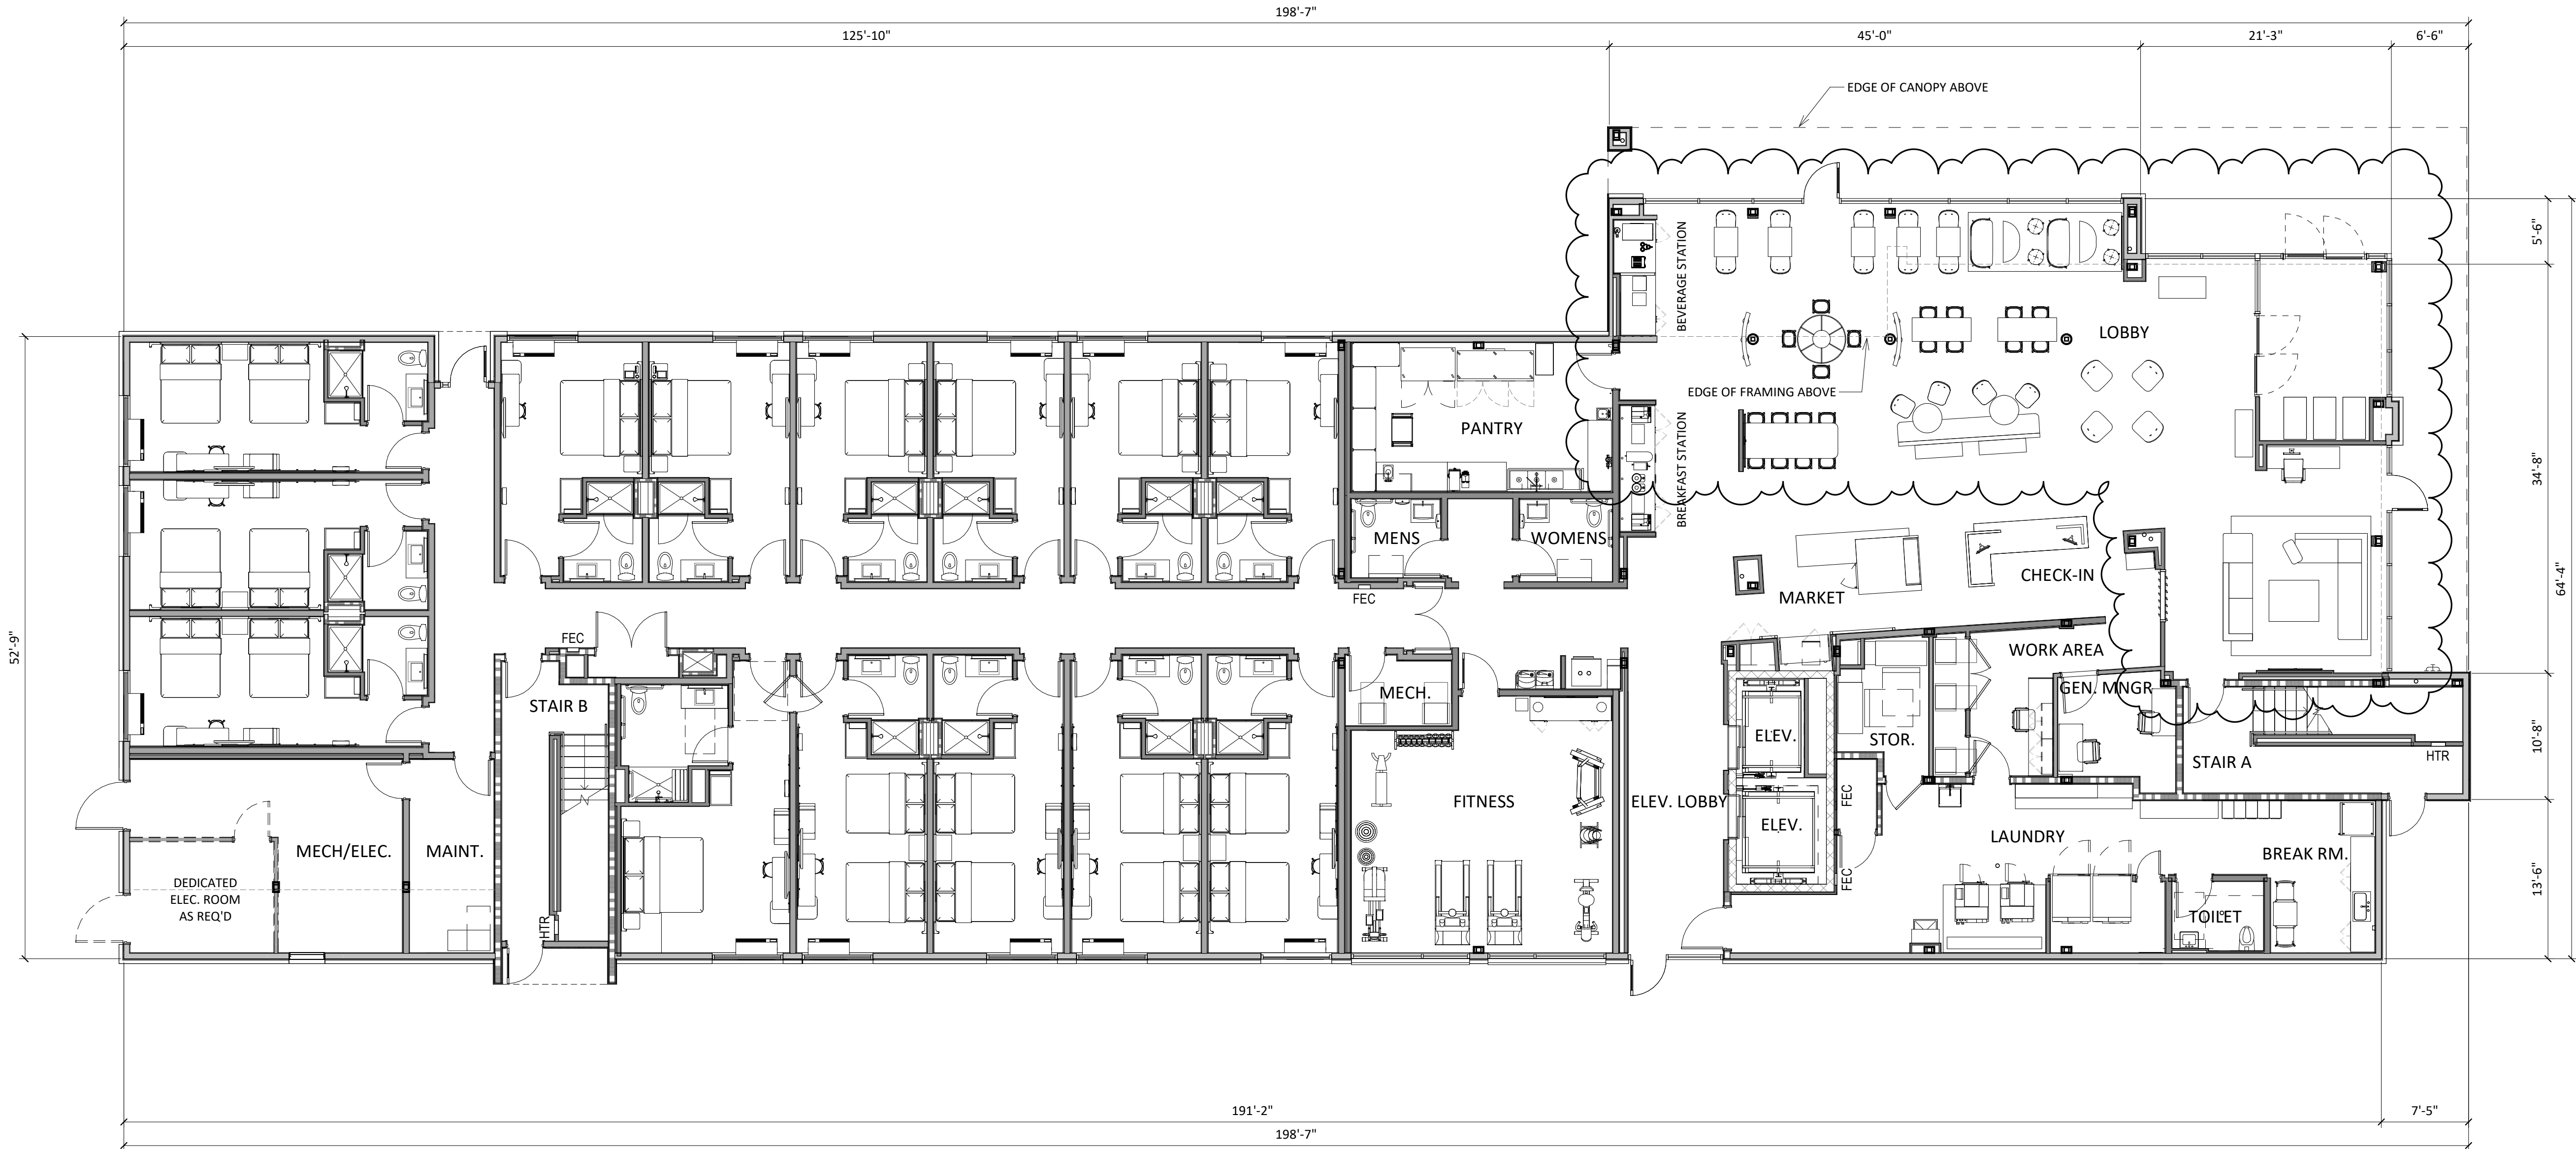 198'-7"
125'-10"
45'-0"
21'-3"
6'-6"
EDGE OF CANOPY ABOVE
BEVERAGE STATION
5'-6"
LOBBY
EDGE OF FRAMING ABOVE
PANTRY
BREAKFAST STATION
34'-8"
MENS
WOMENS
CHECK-IN
MARKET
64'-4"
FEC
52'-9"
FEC
WORK AREA
MECH.
GEN. MNGR
STAIR B
ELEV.
STOR.
STAIR A
HTR
10'-8"
FITNESS
ELEV. LOBBY
FEC
ELEV.
LAUNDRY
BREAK RM.
MECH/ELEC.
MAINT.
FEC
DEDICATED
ELEC. ROOM
AS REQ'D
HTR
TOILET
13'-6"
191'-2"
7'-5"
198'-7"